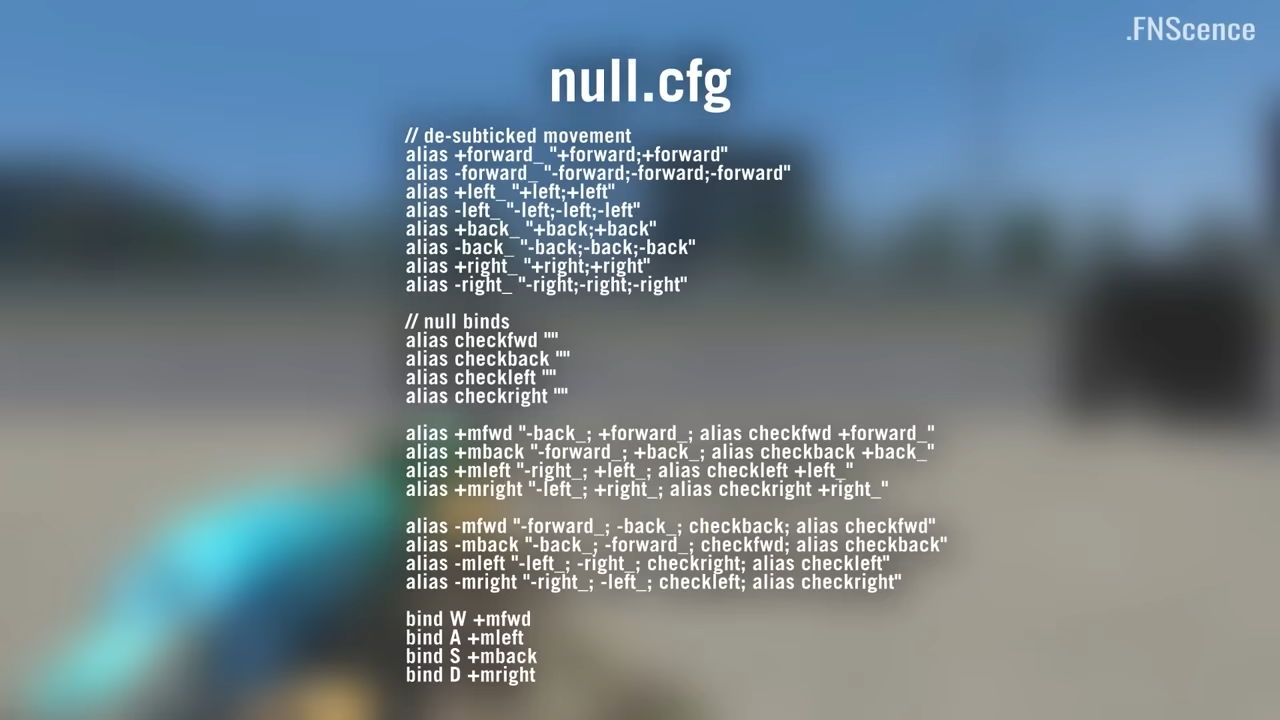 .FNScence
null.cfg
// de-subticked movement
alias +forward_ "+forward;+forward"
alias -forward_ "-forward;-forward;-forward"
alias +left_ "+left;+left"
alias -left_ "-left;-left;-left"
alias +back_ "+back;+back"
alias -back_ "-back;-back;-back"
alias +right_ "+right;+right"
alias -right_ "-right;-right;-right"
// null binds
alias checkfwd ""
alias checkback ""
alias checkleft ""
alias checkright ""
alias +mfwd "-back_; +forward_; alias checkfwd +forward_"
alias +mback "-forward_; +back_; alias checkback +back_"
alias +mleft "-right_; +left_; alias checkleft +left_"
alias +mright "-left_; +right_; alias checkright +right_"
alias -mfwd "-forward_; -back_; checkback; alias checkfwd"
alias -mback "-back_; -forward_; checkfwd; alias checkback"
alias -mleft "-left_; -right_; checkright; alias checkleft"
alias -mright "-right_; -left_; checkleft; alias checkright"
bind W +mfwd
bind A +mleft
bind S +mback
bind D +mright